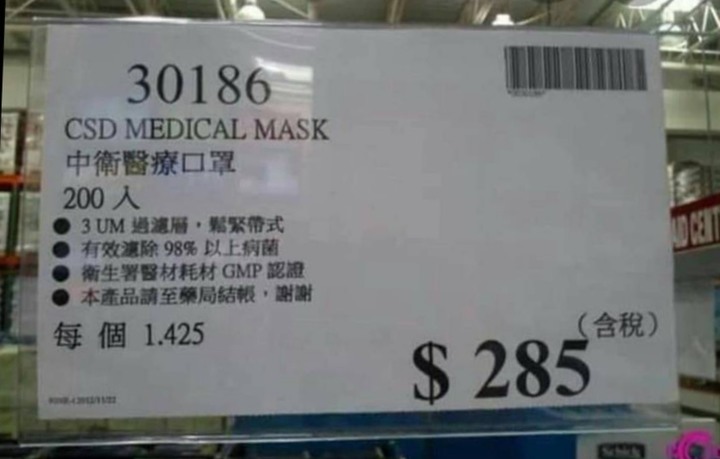 30186
CSD MEDICAL MASK
中衛醫療口罩
200 入
● 3 UM 過濾層，鬆緊帶式
● 有效濾除 98% 以上病菌
● 衛生署醫材耗材 GMP 認證
● 本產品請至藥局結帳，謝謝
每 個 1.425
(含稅)
$ 285
2012/11/22